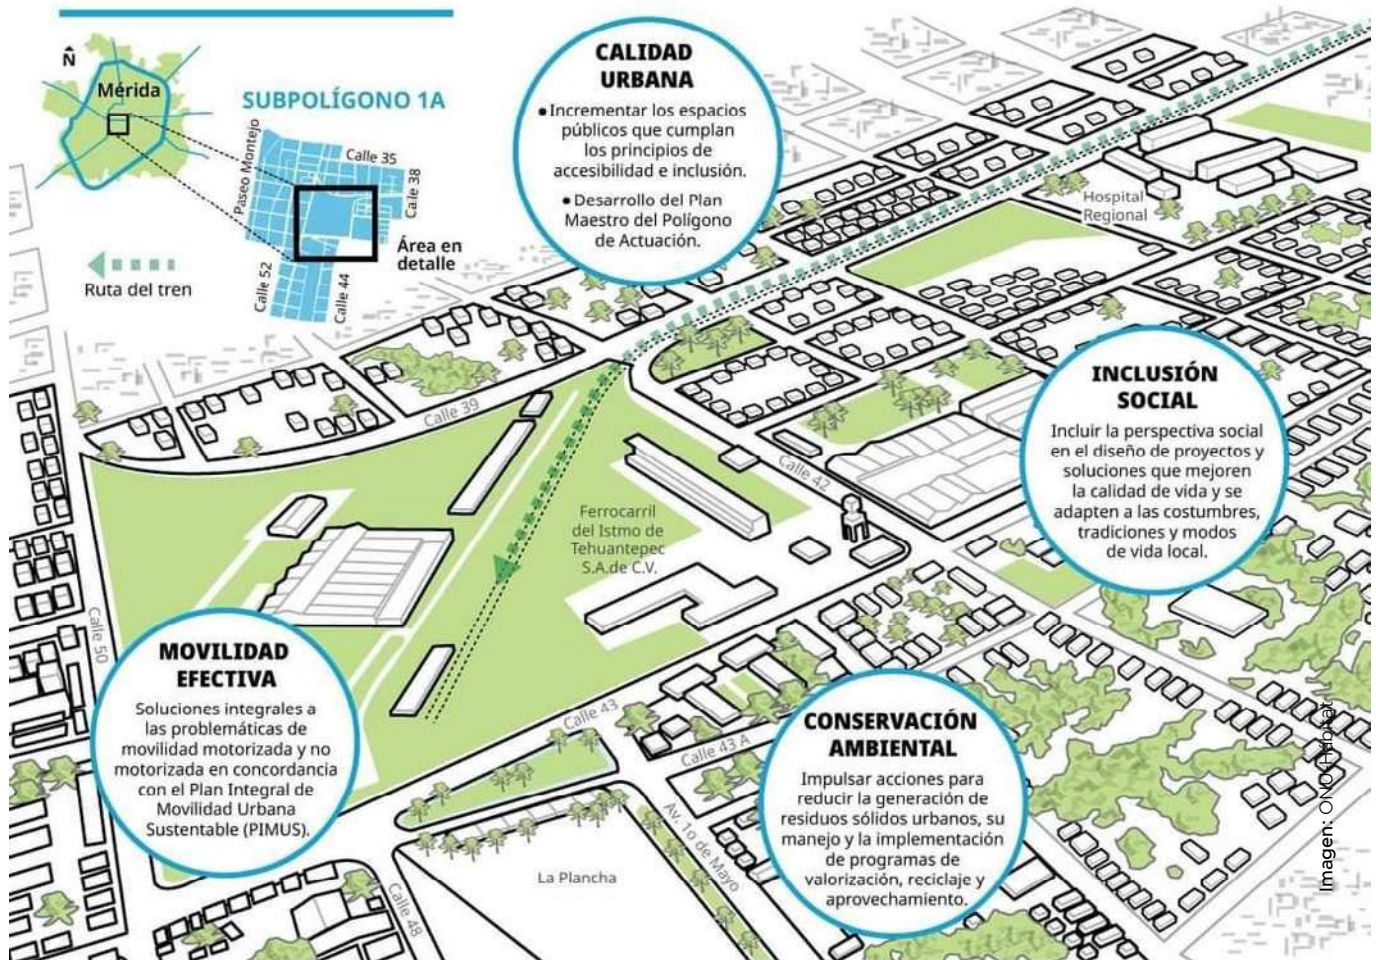 N
Mérida
SUBPOLÍGONO 1A
Paseo Montejo
Calle 35
Calle 38
Área en
detalle
Calle 52
Calle 44
Ruta del tren
CALIDAD
URBANA
• Incrementar los espacios
públicos que cumplan
los principios de
accesibilidad e inclusión.
• Desarrollo del Plan
Maestro del Polígono
de Actuación.
Hospital
Regional
INCLUSIÓN
SOCIAL
Incluir la perspectiva social
en el diseño de proyectos y
soluciones que mejoren
la calidad de vida y se
adapten a las costumbres,
tradiciones y modos
de vida local.
Calle 39
Calle 42
Ferrocarril
del Istmo de
Tehuantepec
S.A.de C.V.
Calle 50
MOVILIDAD
EFECTIVA
Soluciones integrales a
las problemáticas de
movilidad motorizada y no
motorizada en concordancia
con el Plan Integral de
Movilidad Urbana
Sustentable (PIMUS).
Calle 43
Calle 43 A
CONSERVACIÓN
AMBIENTAL
Impulsar acciones para
reducir la generación de
residuos sólidos urbanos, su
manejo y la implementación
de programas de
valorización, reciclaje y
aprovechamiento.
La Plancha
Av. 1o de Mayo
Calle 48
Imagen: